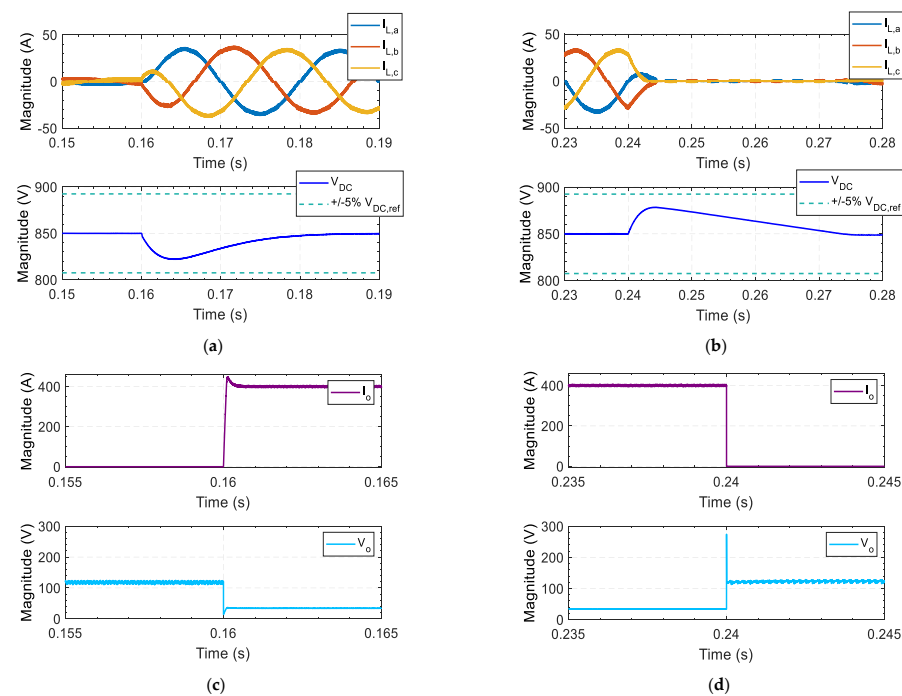 I_L,a
I_L,b
I_L,c
Magnitude (A)
50
0
-50
0.15 0.16 0.17 0.18 0.19
Time (s)
V_DC
+/-5% V_DC,ref
Magnitude (V)
900
850
800
0.15 0.16 0.17 0.18 0.19
Time (s)
(a)
I_L,a
I_L,b
I_L,c
Magnitude (A)
50
0
-50
0.23 0.24 0.25 0.26 0.27 0.28
Time (s)
V_DC
+/-5% V_DC,ref
Magnitude (V)
900
850
800
0.23 0.24 0.25 0.26 0.27 0.28
Time (s)
(b)
I_o
Magnitude (A)
400
200
0
0.155 0.16 0.165
Time (s)
V_o
Magnitude (V)
300
200
100
0
0.155 0.16 0.165
Time (s)
(c)
I_o
Magnitude (A)
400
200
0
0.235 0.24 0.245
Time (s)
V_o
Magnitude (V)
300
200
100
0
0.235 0.24 0.245
Time (s)
(d)